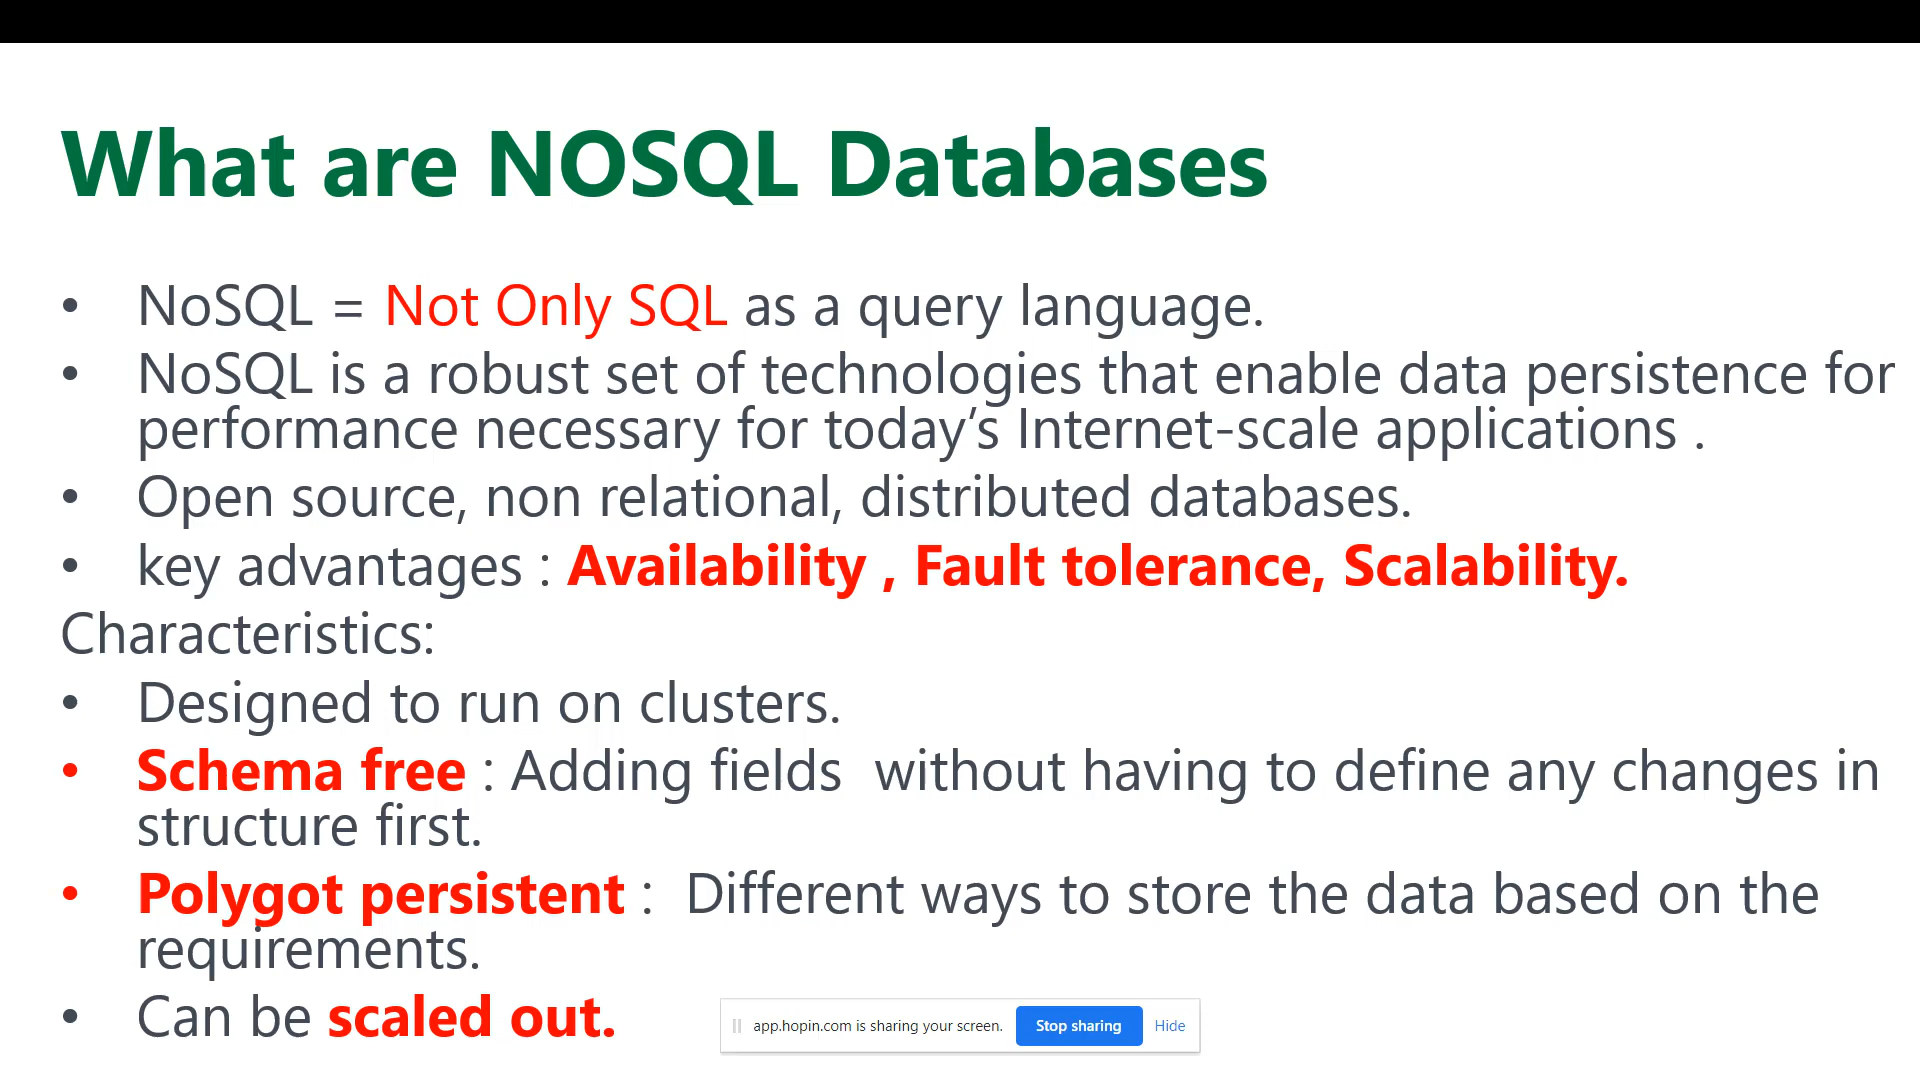 What are NOSQL Databases
• NoSQL = Not Only SQL as a query language.
• NoSQL is a robust set of technologies that enable data persistence for
performance necessary for today’s Internet-scale applications .
• Open source, non relational, distributed databases.
• key advantages : Availability , Fault tolerance, Scalability.
Characteristics:
• Designed to run on clusters.
• Schema free : Adding fields  without having to define any changes in
structure first.
• Polygot persistent :  Different ways to store the data based on the
requirements.
• Can be scaled out.
app.hopin.com is sharing your screen. Stop sharing Hide